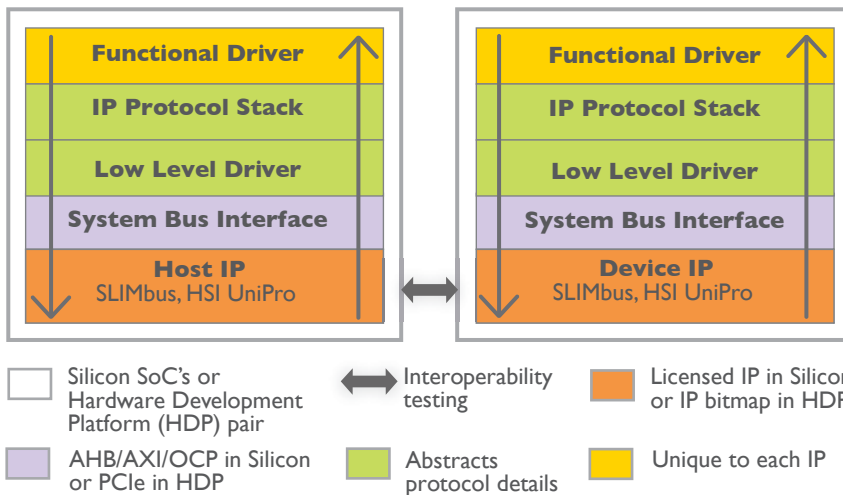 Functional Driver
IP Protocol Stack
Low Level Driver
System Bus Interface
Host IP
SLIMbus, HSI UniPro
Functional Driver
IP Protocol Stack
Low Level Driver
System Bus Interface
Device IP
SLIMbus, HSI UniPro
Silicon SoC's or
Hardware Development
Platform (HDP) pair
Interoperability
testing
Licensed IP in Silicon
or IP bitmap in HDP
AHB/AXI/OCP in Silicon
or PCIe in HDP
Abstracts
protocol details
Unique to each IP